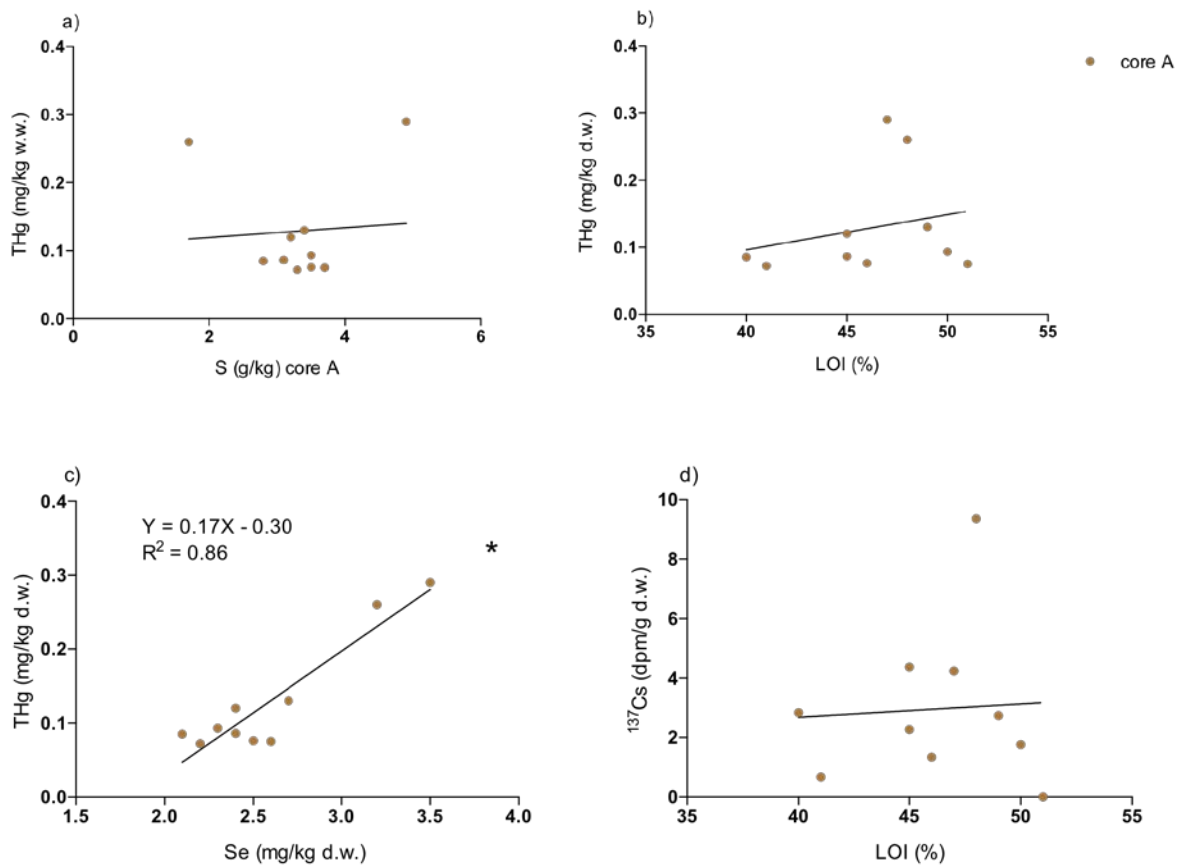 a)
THg (mg/kg w.w.)
0.4
0.3
0.2
0.1
0.0
0
2
4
6
S (g/kg) core A
b)
core A
THg (mg/kg d.w.)
0.4
0.3
0.2
0.1
0.0
35
40
45
50
55
LOI (%)
c)
Y = 0.17X - 0.30
R² = 0.86
*
THg (mg/kg d.w.)
0.4
0.3
0.2
0.1
0.0
1.5
2.0
2.5
3.0
3.5
4.0
Se (mg/kg d.w.)
d)
¹³⁷Cs (dpm/g d.w.)
10
8
6
4
2
0
35
40
45
50
55
LOI (%)